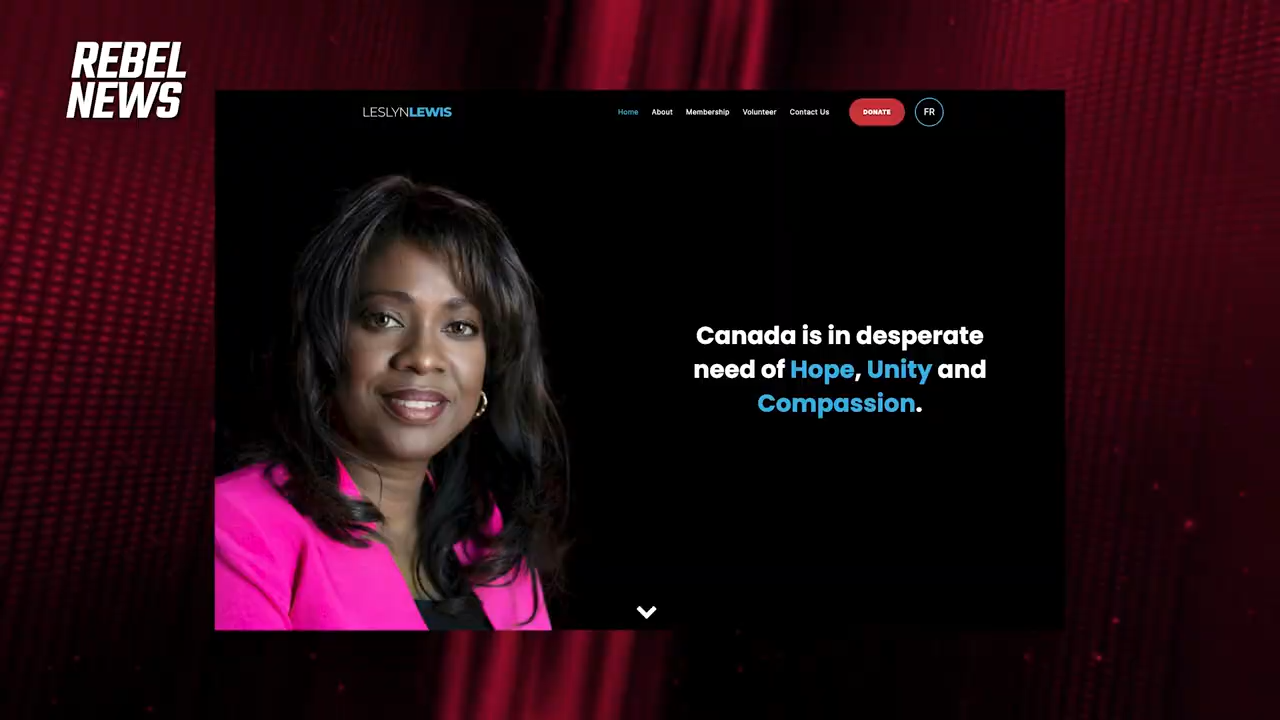 REBEL
NEWS
LESLYNLEWIS
Home About Membership Volunteer Contact Us DONATE FR
Canada is in desperate
need of Hope, Unity and
Compassion.